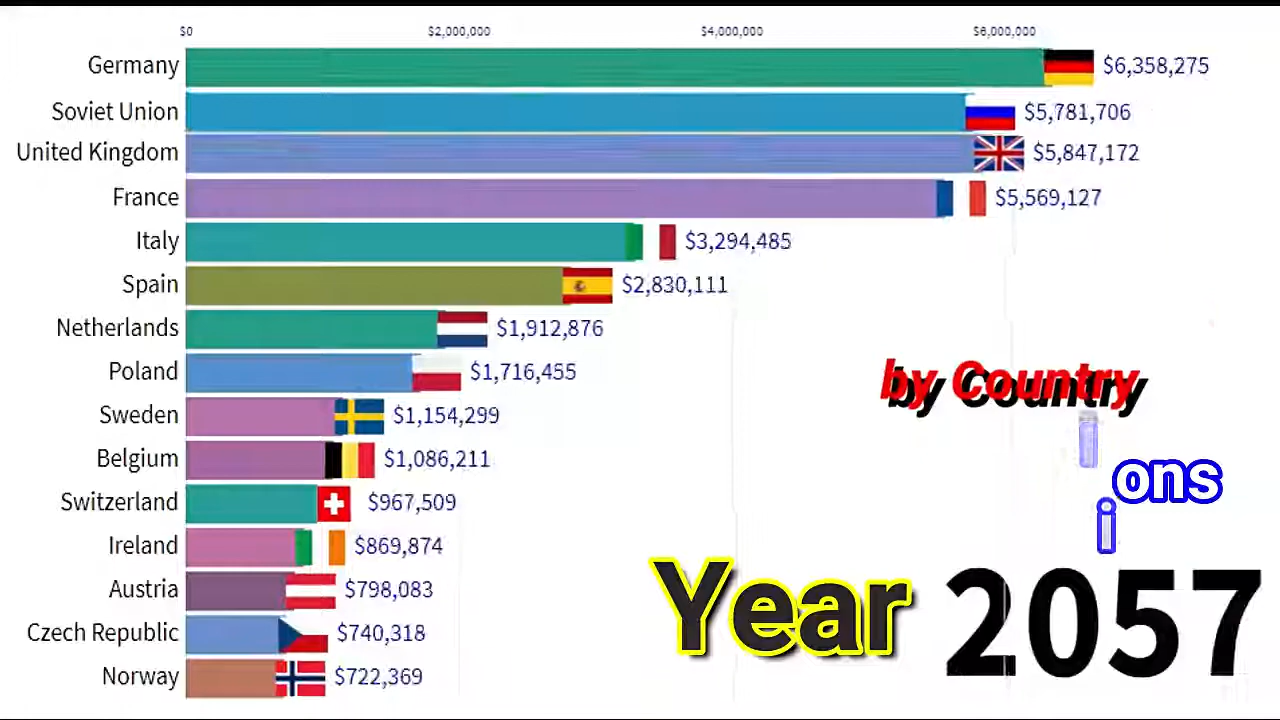 $0 $2,000,000 $4,000,000 $6,000,000
Germany $6,358,275
Soviet Union $5,781,706
United Kingdom $5,847,172
France $5,569,127
Italy $3,294,485
Spain $2,830,111
Netherlands $1,912,876
Poland $1,716,455
Sweden $1,154,299
Belgium $1,086,211
Switzerland $967,509
Ireland $869,874
Austria $798,083
Czech Republic $740,318
Norway $722,369
by Country
i
ons
i
Year 2057